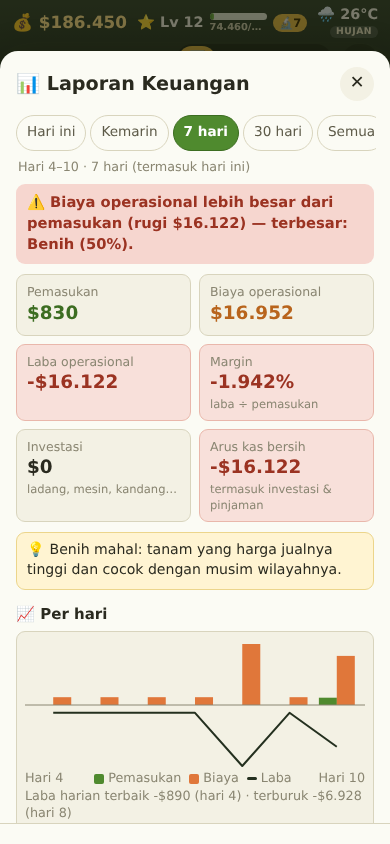 💰 $186.450 ⭐ Lv 12 74.460/... 7 🌧️ 26°C
HUJAN
📊 Laporan Keuangan ✕
Hari ini Kemarin 7 hari 30 hari Semua
Hari 4–10 · 7 hari (termasuk hari ini)
⚠️ Biaya operasional lebih besar dari
pemasukan (rugi $16.122) — terbesar:
Benih (50%).
Pemasukan Biaya operasional
$830 $16.952
Laba operasional Margin
-$16.122 -1.942%
laba ÷ pemasukan
Investasi Arus kas bersih
$0 -$16.122
ladang, mesin, kandang... termasuk investasi &
pinjaman
💡 Benih mahal: tanam yang harga jualnya
tinggi dan cocok dengan musim wilayahnya.
📈 Per hari
Hari 4 Pemasukan Biaya Laba Hari 10
Laba harian terbaik -$890 (hari 4) · terburuk -$6.928
(hari 8)